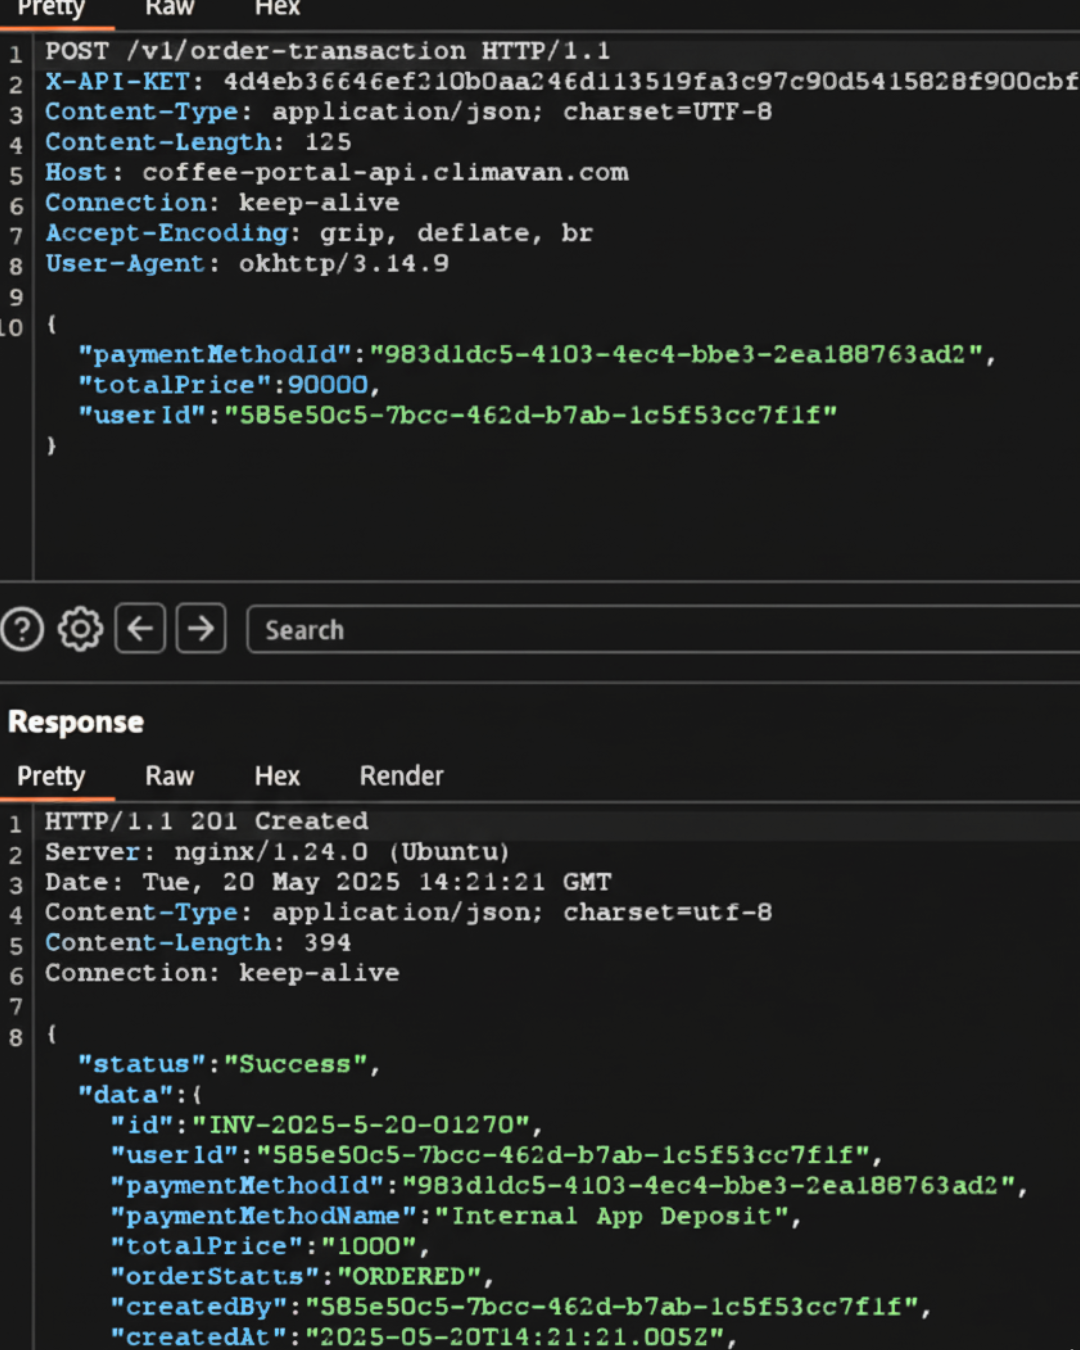 Pretty Raw Hex
1 POST /v1/order-transaction HTTP/1.1
2 X-API-KET: 4d4eb36646ef210b0aa246d113519fa3c97c90d5415828f900cbf
3 Content-Type: application/json; charset=UTF-8
4 Content-Length: 125
5 Host: coffee-portal-api.climavan.com
6 Connection: keep-alive
7 Accept-Encoding: grip, deflate, br
8 User-Agent: okhttp/3.14.9
9
10 {
"paymentMethodId":"983d1dc5-4103-4ec4-bbe3-2ea188763ad2",
"totalPrice":90000,
"userId":"585e50c5-7bcc-462d-b7ab-1c5f53cc7f1f"
}
? Search
Response
Pretty Raw Hex Render
1 HTTP/1.1 201 Created
2 Server: nginx/1.24.0 (Ubuntu)
3 Date: Tue, 20 May 2025 14:21:21 GMT
4 Content-Type: application/json; charset=utf-8
5 Content-Length: 394
6 Connection: keep-alive
7
8 {
"status":"Success",
"data":{
"id":"INV-2025-5-20-01270",
"userId":"585e50c5-7bcc-462d-b7ab-1c5f53cc7f1f",
"paymentMethodId":"983d1dc5-4103-4ec4-bbe3-2ea188763ad2",
"paymentMethodName":"Internal App Deposit",
"totalPrice":"1000",
"orderStatts":"ORDERED",
"createdBy":"585e50c5-7bcc-462d-b7ab-1c5f53cc7f1f",
"createdAt":"2025-05-20T14:21:21.005Z",